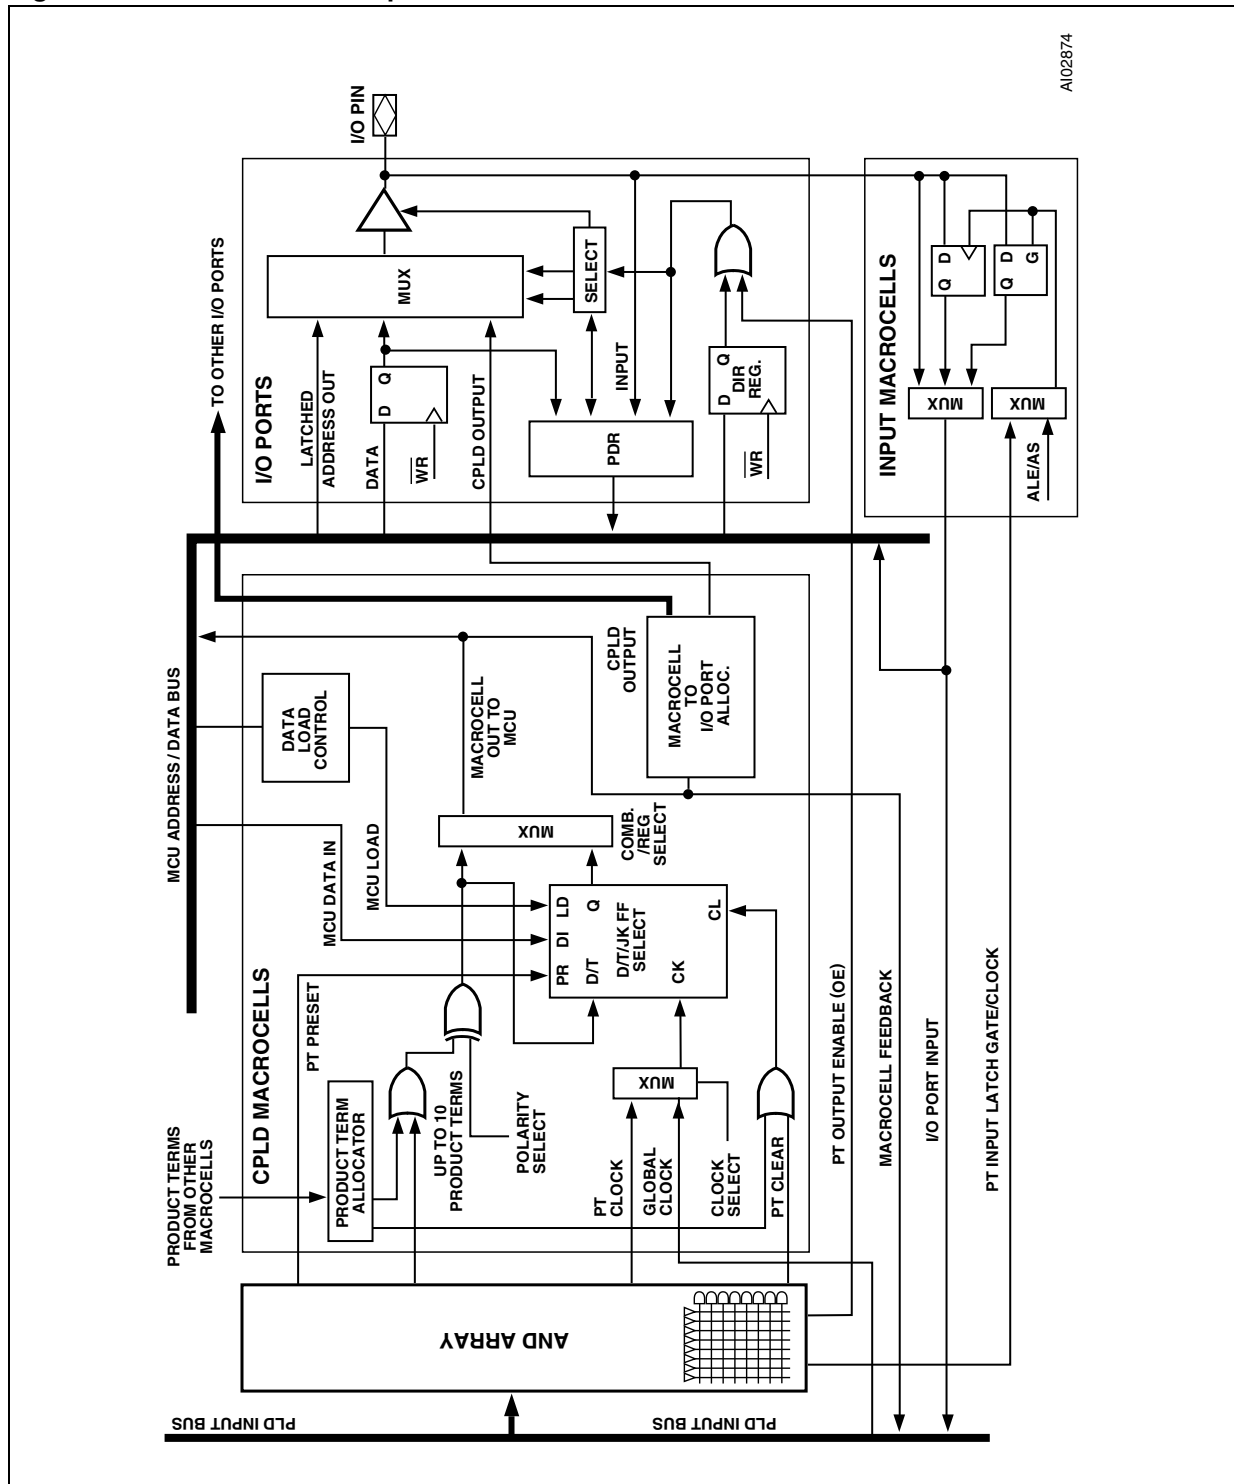 AI02874
PRODUCT TERMS
FROM OTHER
MACROCELLS
MCU ADDRESS / DATA BUS
TO OTHER I/O PORTS
CPLD MACROCELLS
I/O PORTS
I/O PIN
PLD INPUT BUS
PLD INPUT BUS
AND ARRAY
PT PRESET
PRODUCT TERM
ALLOCATOR
UP TO 10
PRODUCT TERMS
POLARITY
SELECT
PT
CLOCK
GLOBAL
CLOCK
CLOCK
SELECT
PT CLEAR
MUX
MCU DATA IN
MCU LOAD
DATA
LOAD
CONTROL
PR
DI
LD
D/T
Q
D/T/JK FF
SELECT
CK
CL
MUX
COMB.
/REG
SELECT
MACROCELL
OUT TO
MCU
CPLD
OUTPUT
MACROCELL
TO
I/O PORT
ALLOC.
LATCHED
ADDRESS OUT
DATA
WR
CPLD OUTPUT
D
Q
MUX
SELECT
INPUT
PDR
D
Q
DIR
REG.
WR
INPUT MACROCELLS
MUX
MUX
ALE/AS
Q
D
Q
D
G
PT OUTPUT ENABLE (OE)
MACROCELL FEEDBACK
I/O PORT INPUT
PT INPUT LATCH GATE/CLOCK